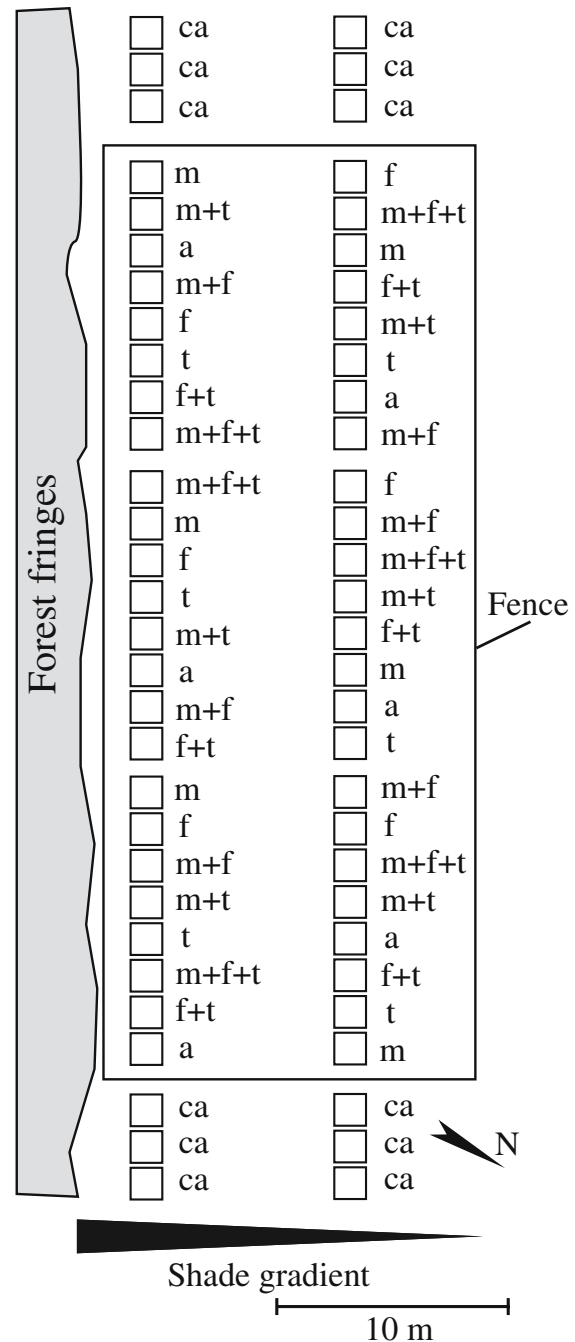 ca ca
ca ca
ca ca
m f
m+t m+f+t
a m
m+f f+t
f m+t
t t
f+t a
m+f+t m+f
m+f+t f
m m+f
f m+f+t
t m+t
Fence
m+t f+t
a m
m+f a
f+t t
m m+f
f f
m+f m+f+t
m+t m+t
t a
m+f+t f+t
f+t t
a m
ca ca
ca ca
N
ca ca
Forest fringes
Shade gradient
10 m